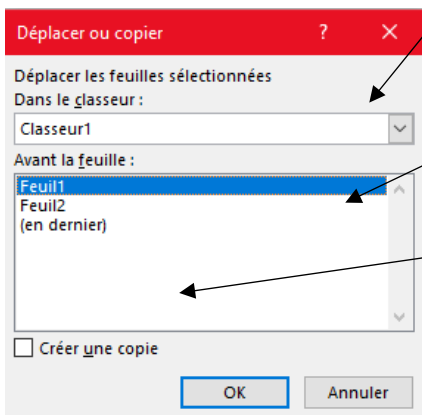 Déplacer ou copier ?
Déplacer les feuilles sélectionnées
Dans le classeur :
Classeur1
Avant la feuille :
Feuil1
Feuil2
(en dernier)
Créer une copie
OK Annuler